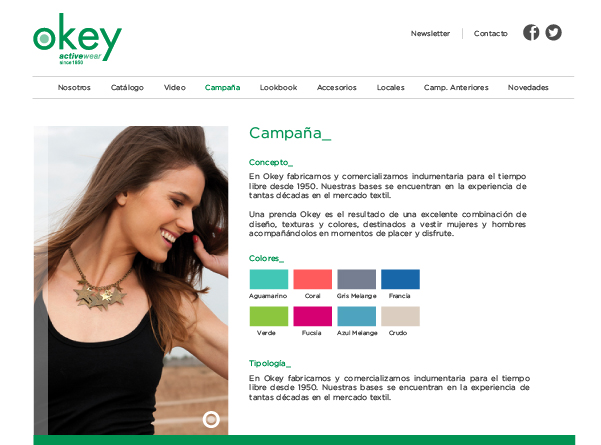 okey
activewear
since 1950
Newsletter Contacto
Nosotros Catálogo Video Campaña Lookbook Accesorios Locales Camp. Anteriores Novedades
Campaña_
Concepto_
En Okey fabricamos y comercializamos indumentaria para el tiempo
libre desde 1950. Nuestras bases se encuentran en la experiencia de
tantas décadas en el mercado textil.
Una prenda Okey es el resultado de una excelente combinación de
diseño, texturas y colores, destinados a vestir mujeres y hombres
acompañándolos en momentos de placer y disfrute.
Colores_
Aguamarino Coral Gris Melange Francia
Verde Fucsia Azul Melange Crudo
Tipología_
En Okey fabricamos y comercializamos indumentaria para el tiempo
libre desde 1950. Nuestras bases se encuentran en la experiencia de
tantas décadas en el mercado textil.